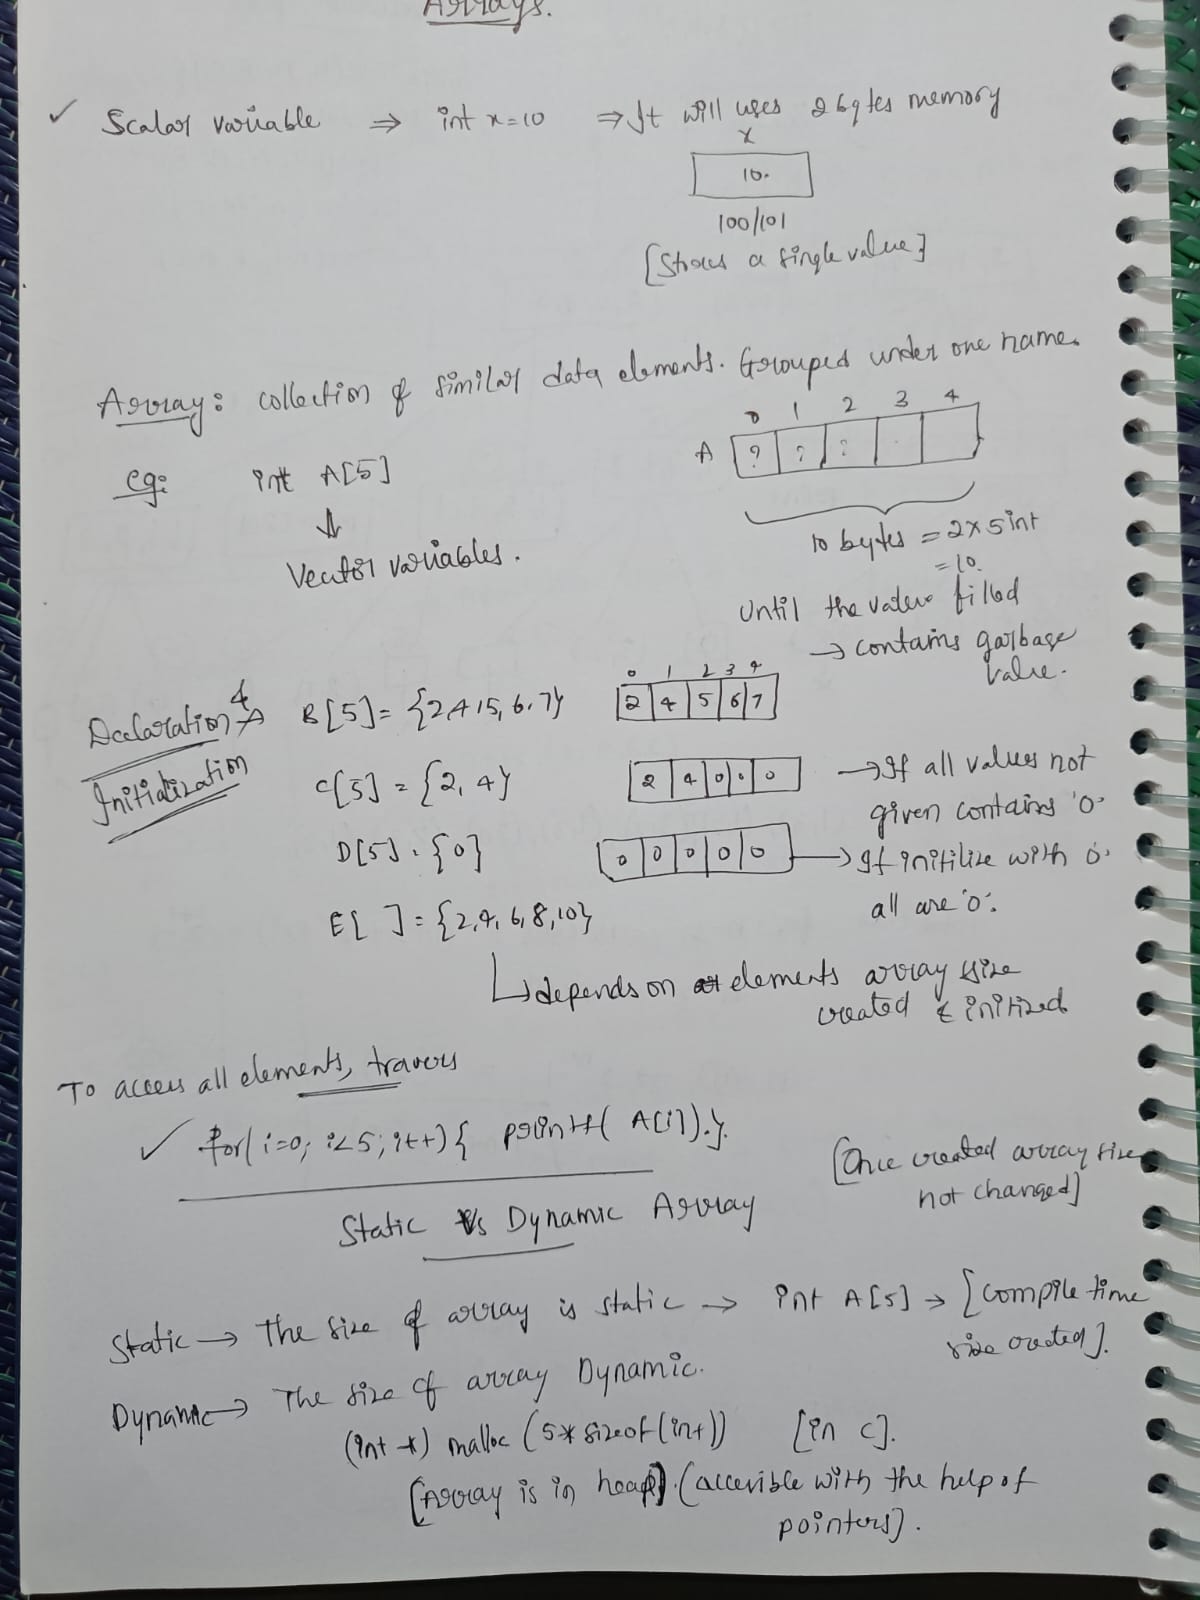 Arrays.
✓ Scalar variable ⇒ int x=10 ⇒ It will uses 2 bytes memory
x
10.
100/101
[Stores a single value]
Array: collection of similar data elements. Grouped under one name.
0 1 2 3 4
A ? ? ?
eg: int A[5]
⇓
Vector variables.
10 bytes = 2x5 int
= 10.
Until the values filled
→ contains garbage
value.
0 1 2 3 4
Declaration & B[5] = {2,4,5,6,7} 2 4 5 6 7
Initialization
C[5] = {2, 4} 2 4 0 0 0 → If all values not
given contains '0'
D[5] = {0} 0 0 0 0 0 → If initilize with 0.
all are '0'.
E[ ] = {2,4,6,8,10}
↳ depends on elements array size
created & initized
To access all elements, travers
✓ for(i=0; i<5; i++){ printf( A[i]).}.
[Once created array size
not changed]
Static Vs Dynamic Array
Static → The size of array is static → int A[5] → [compile time
size created].
Dynamic → The size of array Dynamic.
(int *) malloc (5* sizeof(int)) [in c].
[Array is in heap]. (accesible with the help of
pointers].